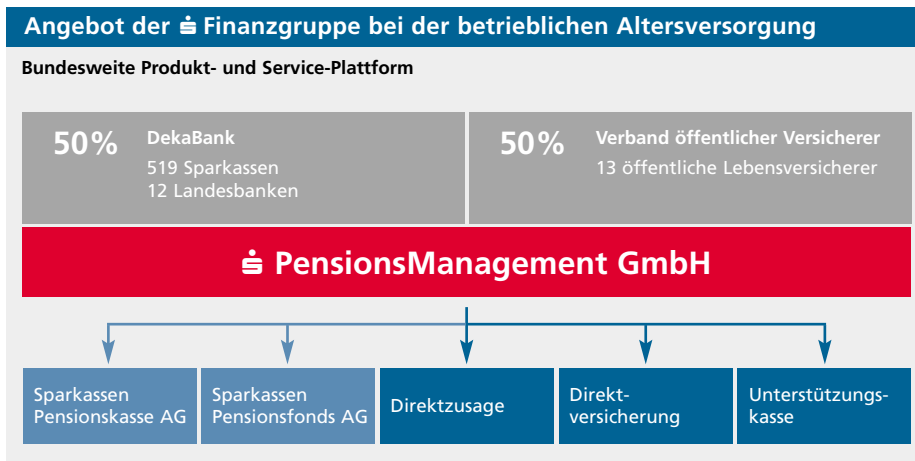 Angebot der Finanzgruppe bei der betrieblichen Altersversorgung
Bundesweite Produkt- und Service-Plattform
50% DekaBank
519 Sparkassen
12 Landesbanken
50% Verband öffentlicher Versicherer
13 öffentliche Lebensversicherer
PensionsManagement GmbH
Sparkassen
Pensionskasse AG
Sparkassen
Pensionsfonds AG
Direktzusage
Direkt-
versicherung
Unterstützungs-
kasse